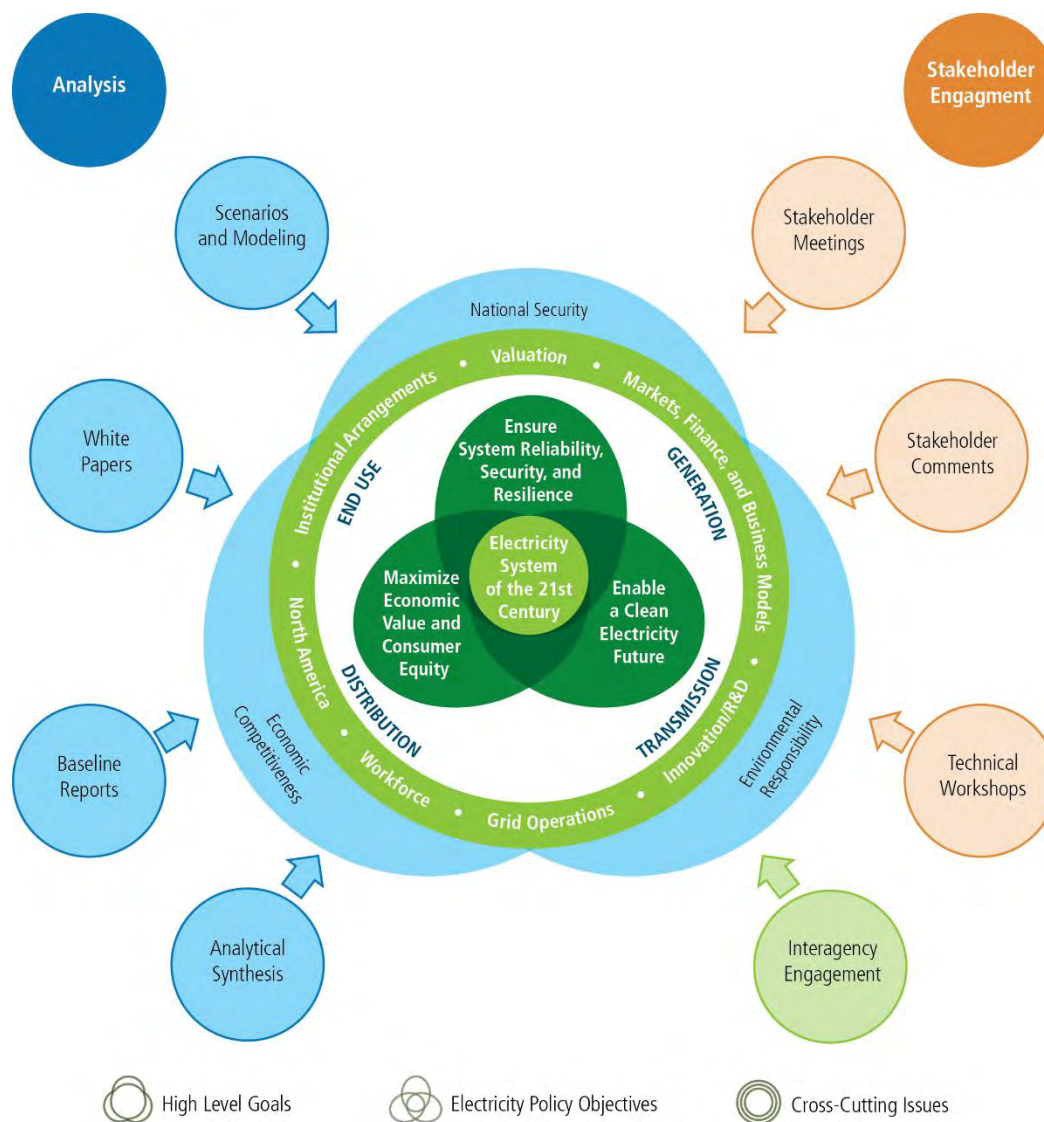 Analysis
Stakeholder
Engagment
Scenarios
and Modeling
Stakeholder
Meetings
National Security
Institutional Arrangements • Valuation • Markets, Finance, and Business Models • Innovation/R&D • Grid Operations • Workforce • North America •
White
Papers
Stakeholder
Comments
END USE
GENERATION
Ensure
System Reliability,
Security, and
Resilience
Electricity
System
of the 21st
Century
Maximize
Economic
Value and
Consumer
Equity
Enable
a Clean
Electricity
Future
DISTRIBUTION
TRANSMISSION
Economic
Competitiveness
Environmental
Responsibility
Baseline
Reports
Technical
Workshops
Analytical
Synthesis
Interagency
Engagement
High Level Goals
Electricity Policy Objectives
Cross-Cutting Issues